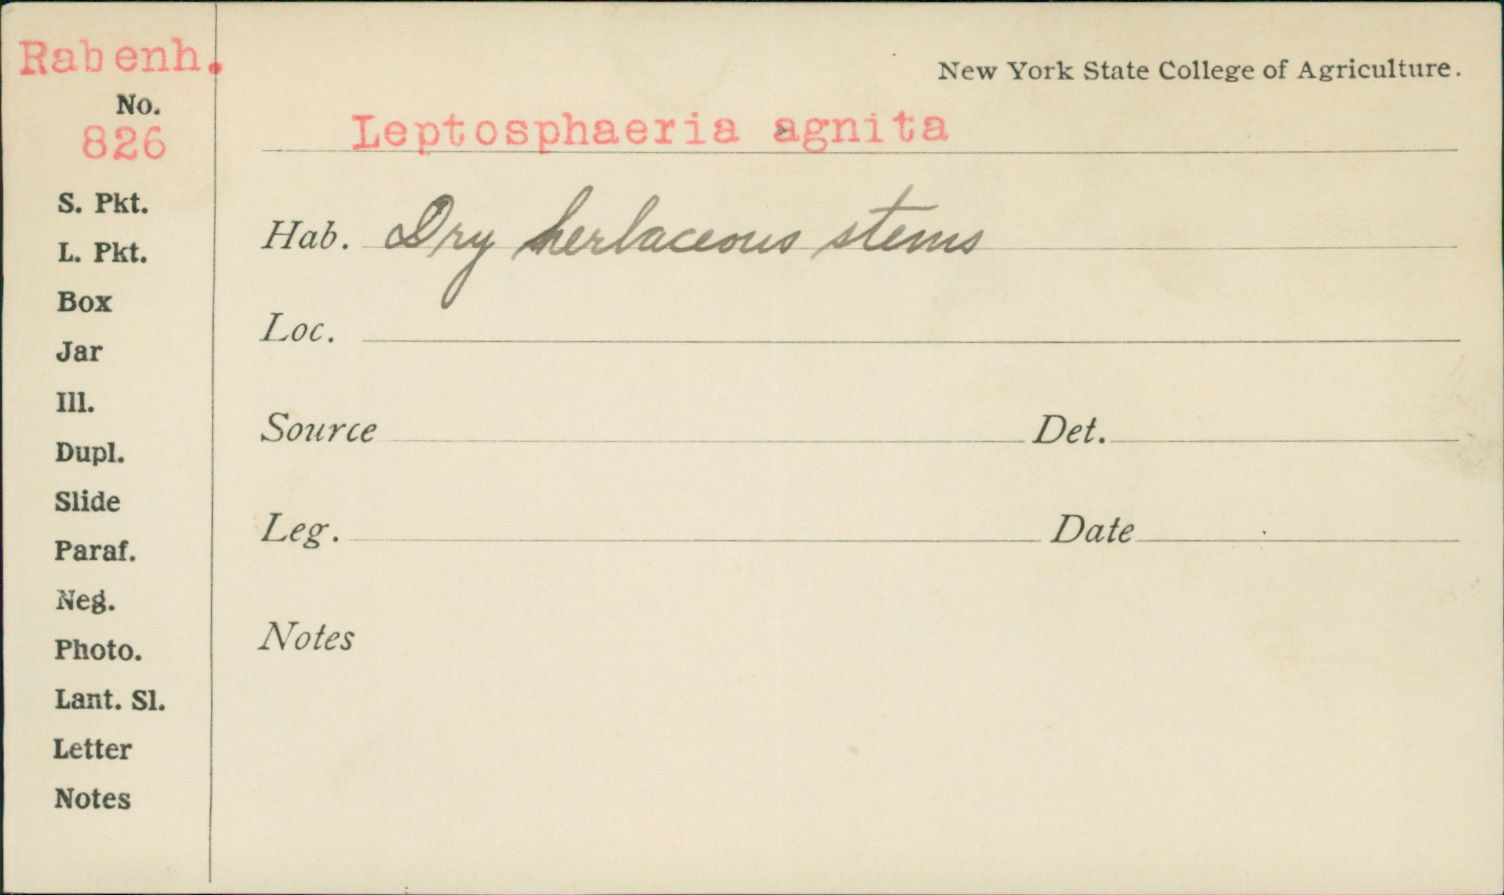 Rabenh.
No.
826
S. Pkt.
L. Pkt.
Box
Jar
Ill.
Dupl.
Slide
Paraf.
Neg.
Photo.
Lant. Sl.
Letter
Notes
New York State College of Agriculture.
Leptosphaeria agnita
Hab. Dry herbaceous stems
Loc.
Source Det.
Leg. Date
Notes